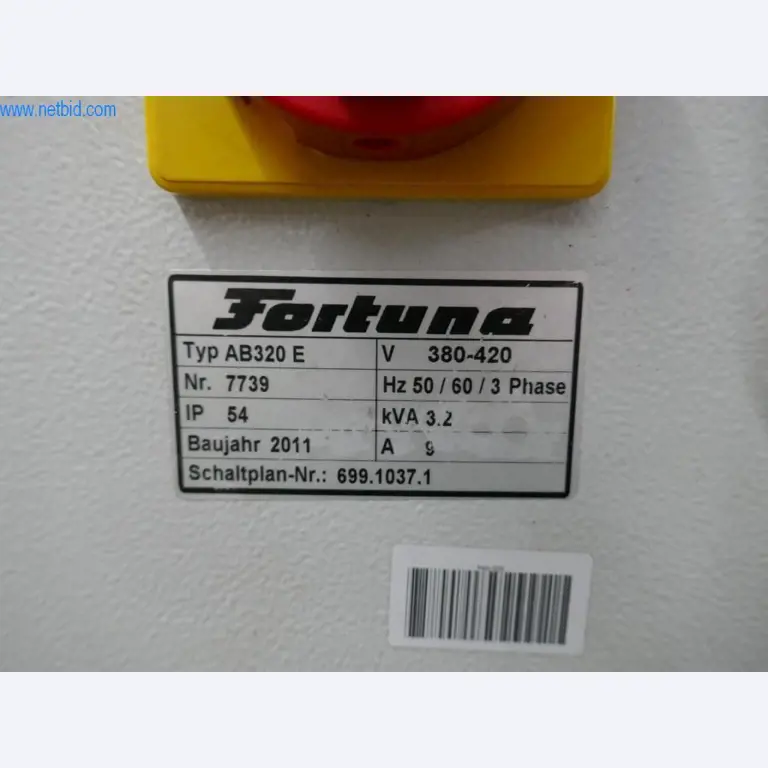 www.netbid.com
Fortuna
Typ AB320 E V 380-420
Nr. 7739 Hz 50 / 60 / 3 Phase
IP 54 kVA 3.2
Baujahr 2011 A 9
Schaltplan-Nr.: 699.1037.1